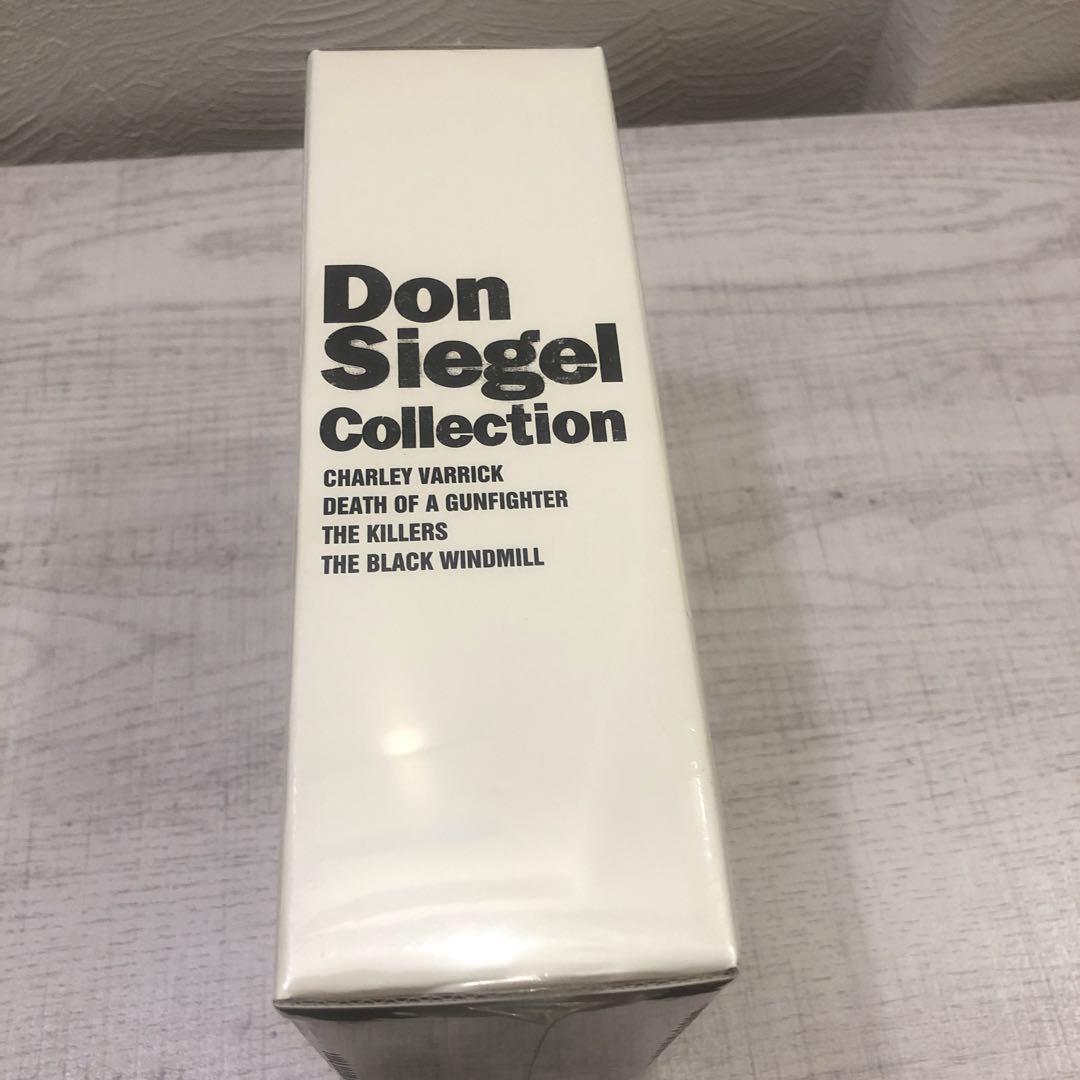 Don
Siegel
Collection
CHARLEY VARRICK
DEATH OF A GUNFIGHTER
THE KILLERS
THE BLACK WINDMILL